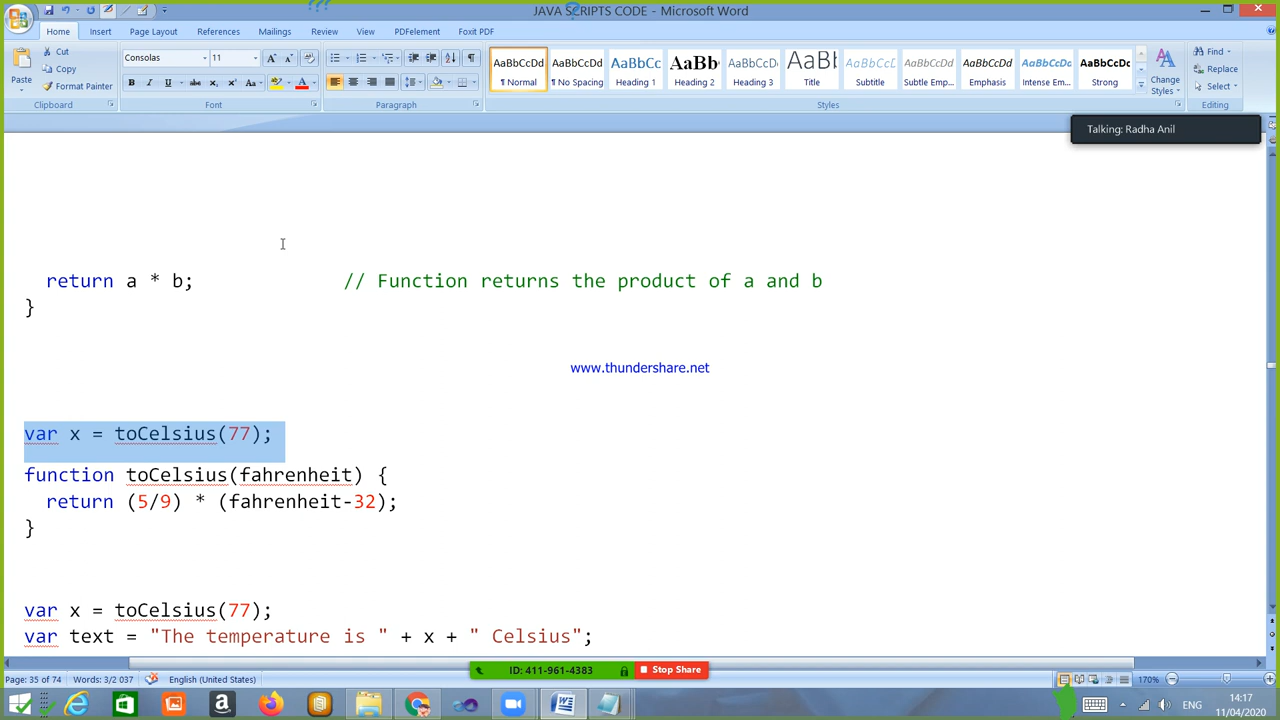 JAVA SCRIPTS CODE - Microsoft Word
Home Insert Page Layout References Mailings Review View PDFelement Foxit PDF
Paste
Cut
Copy
Format Painter
Clipboard
Consolas 11
Font
Paragraph
AaBbCcDd AaBbCcDd AaBbCc AaBb AaBbCcDd AaBb AaBbCcDd AaBbCcDd AaBbCcDd AaBbCcDd AaBbCcDc
¶ Normal ¶ No Spacing Heading 1 Heading 2 Heading 3 Title Subtitle Subtle Emp... Emphasis Intense Em... Strong
Styles
Change Styles
Find
Replace
Select
Editing
Talking: Radha Anil
return a * b; // Function returns the product of a and b
}
www.thundershare.net
var x = toCelsius(77);
function toCelsius(fahrenheit) {
return (5/9) * (fahrenheit-32);
}
var x = toCelsius(77);
var text = "The temperature is " + x + " Celsius";
ID: 411-961-4383 Stop Share
Page: 35 of 74 Words: 3/2 037 English (United States) 170%
ENG
14:17
11/04/2020